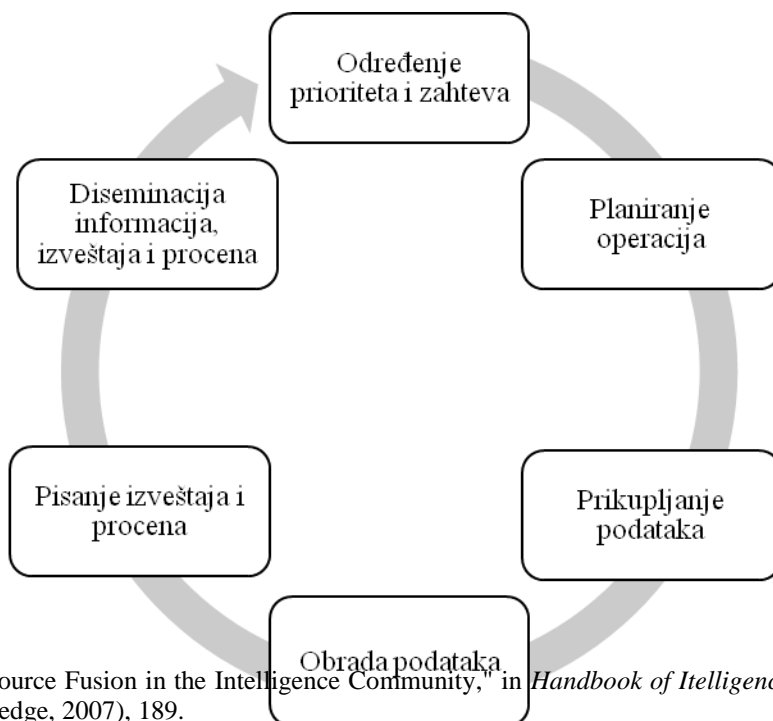 Određenje
prioriteta i zahteva
Planiranje
operacija
Prikupljanje
podataka
Obrada podataka
Pisanje izveštaja i
procena
Diseminacija
informacija,
izveštaja i procena
ource Fusion in the Intelligence Community," in Handbook of Itelligenc
edge, 2007), 189.